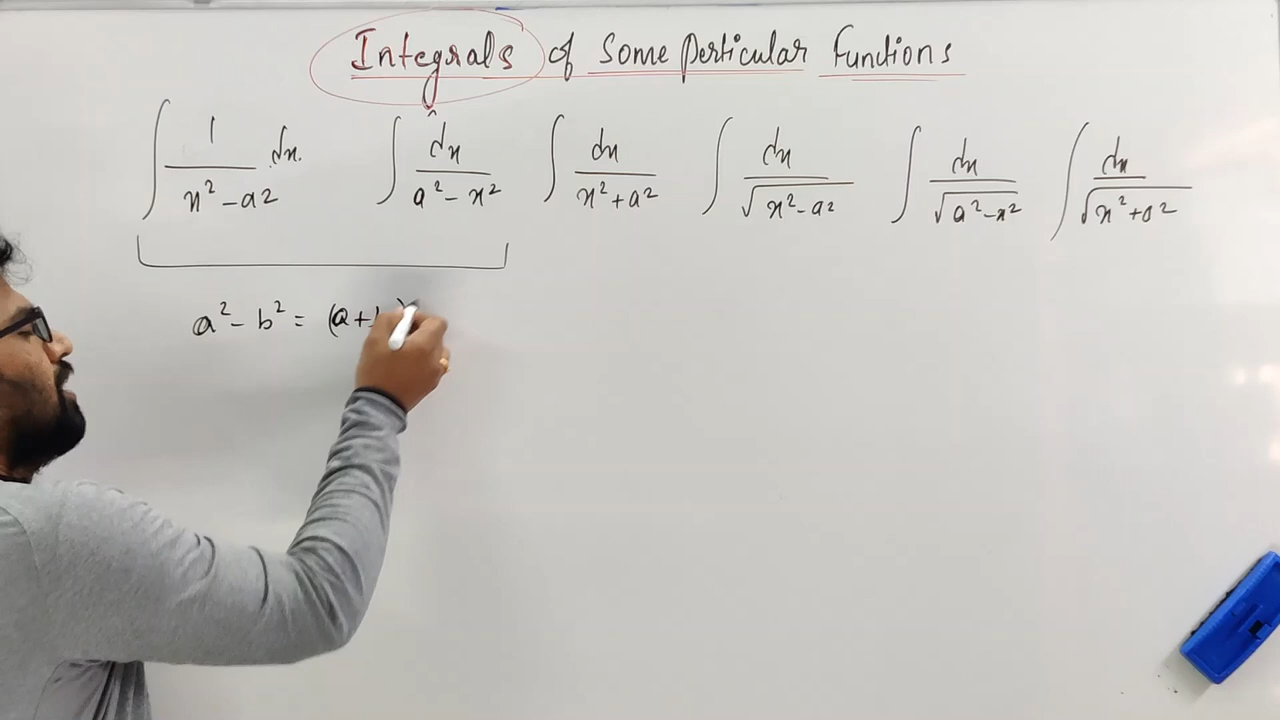 Integrals of Some Perticular Functions
∫ 1/(x² - a²) dx. ∫ dx/(a² - x²) ∫ dx/(x² + a²) ∫ dx/√(x² - a²) ∫ dx/√(a² - x²) ∫ dx/√(x² + a²)
a² - b² = (a +